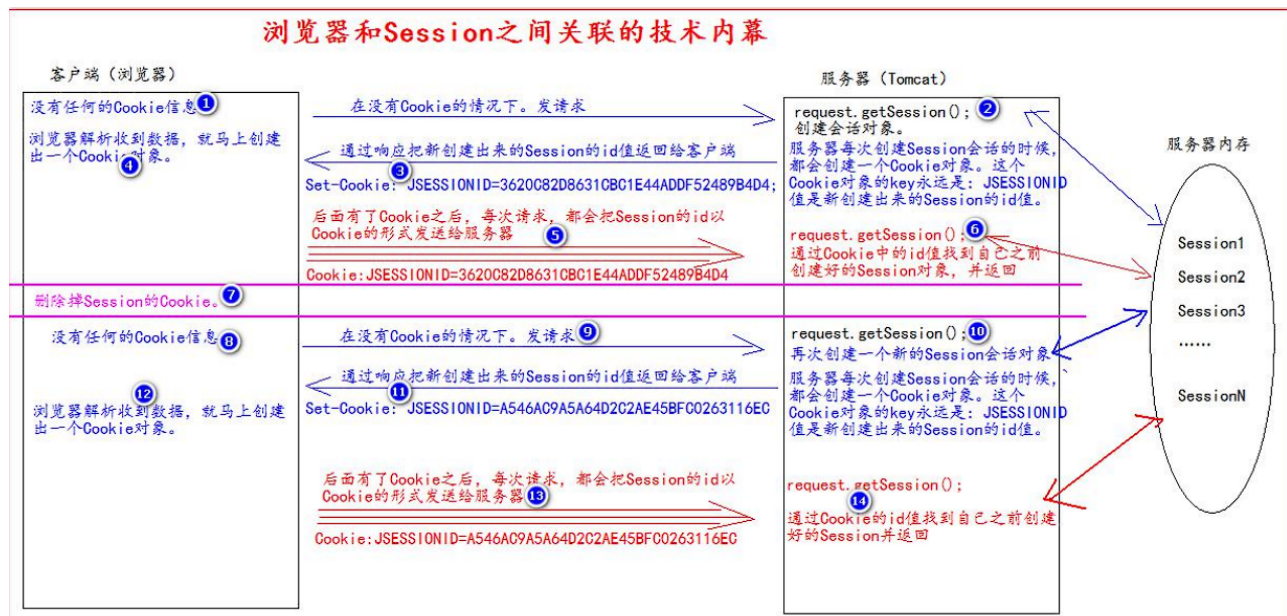 浏览器和Session之间关联的技术内幕
客户端（浏览器）
服务器（Tomcat）
服务器内存
没有任何的Cookie信息 1
在没有Cookie的情况下。发请求
request.getSession(); 2
创建会话对象。
浏览器解析收到数据，就马上创建
出一个Cookie对象。
4
通过响应把新创建出来的Session的id值返回给客户端
3
Set-Cookie: JSESSIONID=3620C82D8631CBC1E44ADDF52489B4D4;
服务器每次创建Session会话的时候，
都会创建一个Cookie对象。这个
Cookie对象的key永远是：JSESSIONID
值是新创建出来的Session的id值。
后面有了Cookie之后，每次请求，都会把Session的id以
Cookie的形式发送给服务器 5
Cookie:JSESSIONID=3620C82D8631CBC1E44ADDF52489B4D4
request.getSession(); 6
通过Cookie中的id值找到自己之前
创建好的Session对象，并返回
Session1
Session2
Session3
……
SessionN
删除掉Session的Cookie。 7
没有任何的Cookie信息 8
在没有Cookie的情况下。发请求 9
request.getSession(); 10
再次创建一个新的Session会话对象
通过响应把新创建出来的Session的id值返回给客户端
11
Set-Cookie: JSESSIONID=A546AC9A5A64D2C2AE45BFC0263116EC
服务器每次创建Session会话的时候，
都会创建一个Cookie对象。这个
Cookie对象的key永远是：JSESSIONID
值是新创建出来的Session的id值。
12
浏览器解析收到数据，就马上创建
出一个Cookie对象。
后面有了Cookie之后，每次请求，都会把Session的id以
Cookie的形式发送给服务器 13
Cookie:JSESSIONID=A546AC9A5A64D2C2AE45BFC0263116EC
request.getSession();
14
通过Cookie的id值找到自己之前创建
好的Session并返回